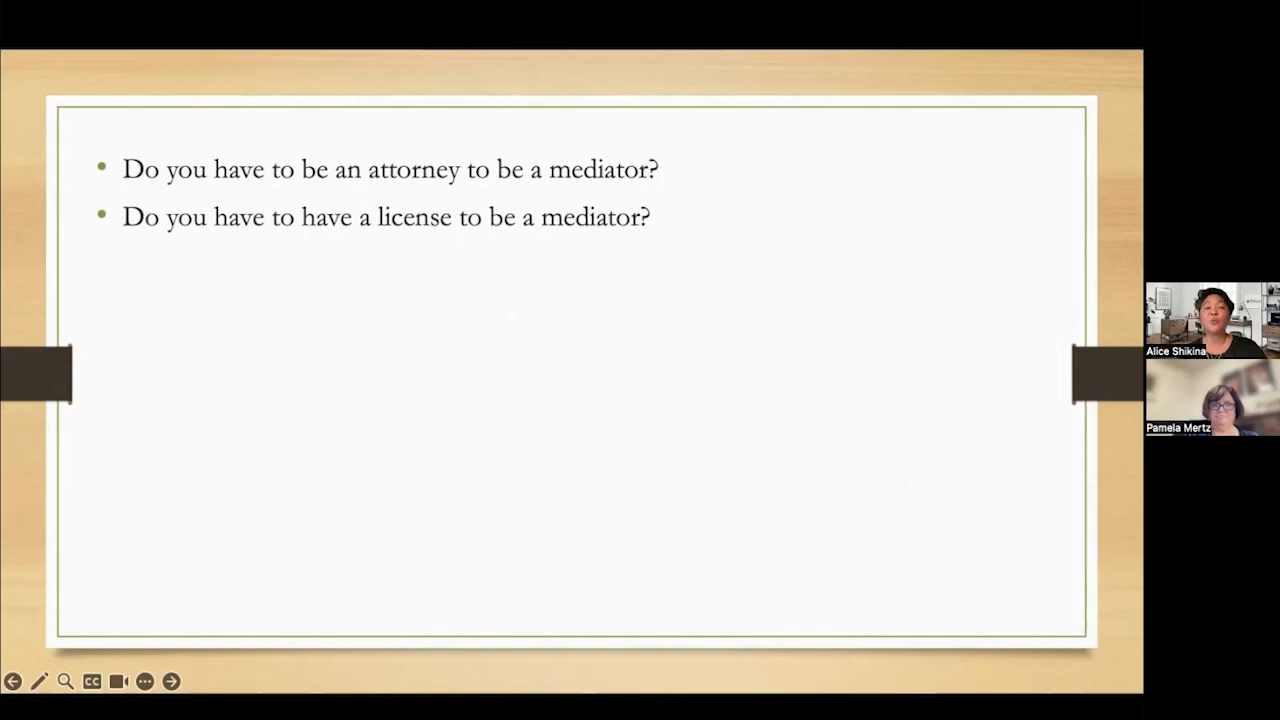 Do you have to be an attorney to be a mediator?
Do you have to have a license to be a mediator?
Alice Shikina
Pamela Mertz
CC